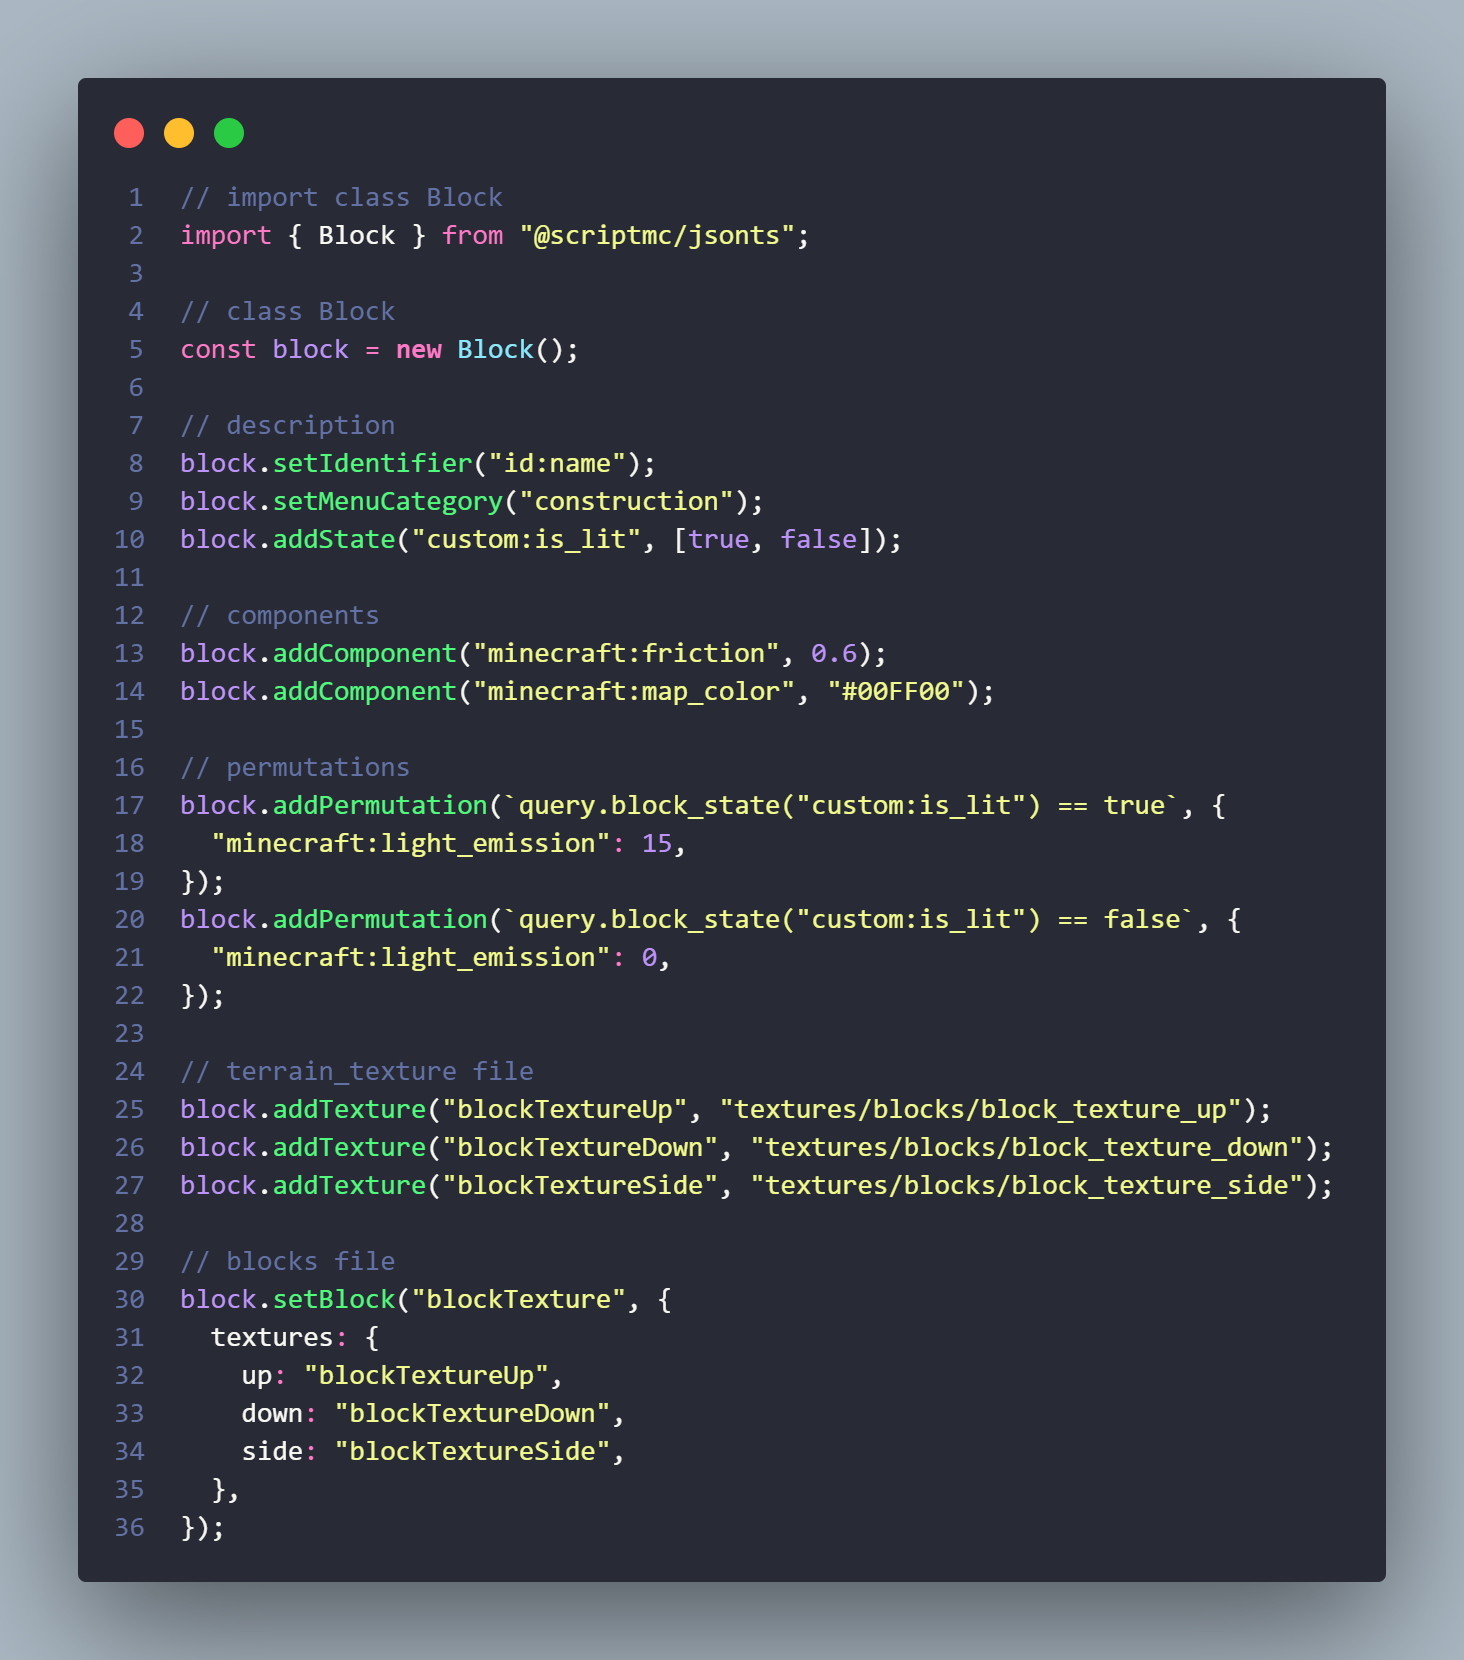 1 // import class Block
2 import { Block } from "@scriptmc/jsonts";
3
4 // class Block
5 const block = new Block();
6
7 // description
8 block.setIdentifier("id:name");
9 block.setMenuCategory("construction");
10 block.addState("custom:is_lit", [true, false]);
11
12 // components
13 block.addComponent("minecraft:friction", 0.6);
14 block.addComponent("minecraft:map_color", "#00FF00");
15
16 // permutations
17 block.addPermutation(`query.block_state("custom:is_lit") == true`, {
18   "minecraft:light_emission": 15,
19 });
20 block.addPermutation(`query.block_state("custom:is_lit") == false`, {
21   "minecraft:light_emission": 0,
22 });
23
24 // terrain_texture file
25 block.addTexture("blockTextureUp", "textures/blocks/block_texture_up");
26 block.addTexture("blockTextureDown", "textures/blocks/block_texture_down");
27 block.addTexture("blockTextureSide", "textures/blocks/block_texture_side");
28
29 // blocks file
30 block.setBlock("blockTexture", {
31   textures: {
32     up: "blockTextureUp",
33     down: "blockTextureDown",
34     side: "blockTextureSide",
35   },
36 });